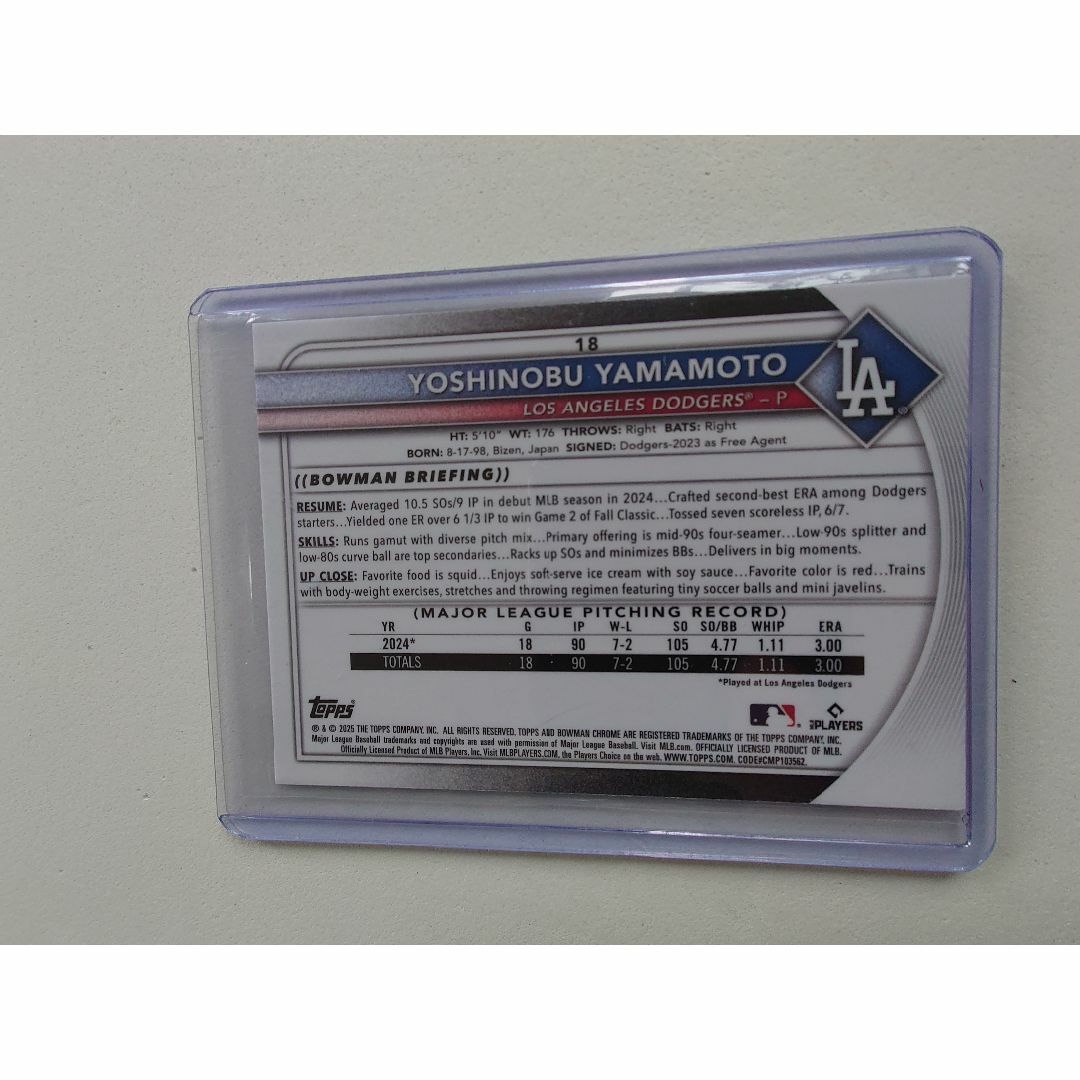 18
YOSHINOBU YAMAMOTO
LA
LOS ANGELES DODGERS® – P
HT: 5'10" WT: 176 THROWS: Right BATS: Right
BORN: 8-17-98, Bizen, Japan SIGNED: Dodgers-2023 as Free Agent
((BOWMAN BRIEFING))
RESUME: Averaged 10.5 SOs/9 IP in debut MLB season in 2024...Crafted second-best ERA among Dodgers
starters...Yielded one ER over 6 1/3 IP to win Game 2 of Fall Classic...Tossed seven scoreless IP, 6/7.
SKILLS: Runs gamut with diverse pitch mix...Primary offering is mid-90s four-seamer...Low-90s splitter and
low-80s curve ball are top secondaries...Racks up SOs and minimizes BBs...Delivers in big moments.
UP CLOSE: Favorite food is squid...Enjoys soft-serve ice cream with soy sauce...Favorite color is red...Trains
with body-weight exercises, stretches and throwing regimen featuring tiny soccer balls and mini javelins.
(MAJOR LEAGUE PITCHING RECORD)
YR G IP W-L SO SO/BB WHIP ERA
2024* 18 90 7-2 105 4.77 1.11 3.00
TOTALS 18 90 7-2 105 4.77 1.11 3.00
*Played at Los Angeles Dodgers
Topps®
MLB PLAYERS
® & © 2025 THE TOPPS COMPANY, INC. ALL RIGHTS RESERVED. TOPPS AND BOWMAN CHROME ARE REGISTERED TRADEMARKS OF THE TOPPS COMPANY, INC.
Major League Baseball trademarks and copyrights are used with permission of Major League Baseball. Visit MLB.com. OFFICIALLY LICENSED PRODUCT OF MLB.
Officially Licensed Product of MLB Players, Inc. Visit MLBPLAYERS.COM, the Players Choice on the web. WWW.TOPPS.COM. CODE#CMP103562.